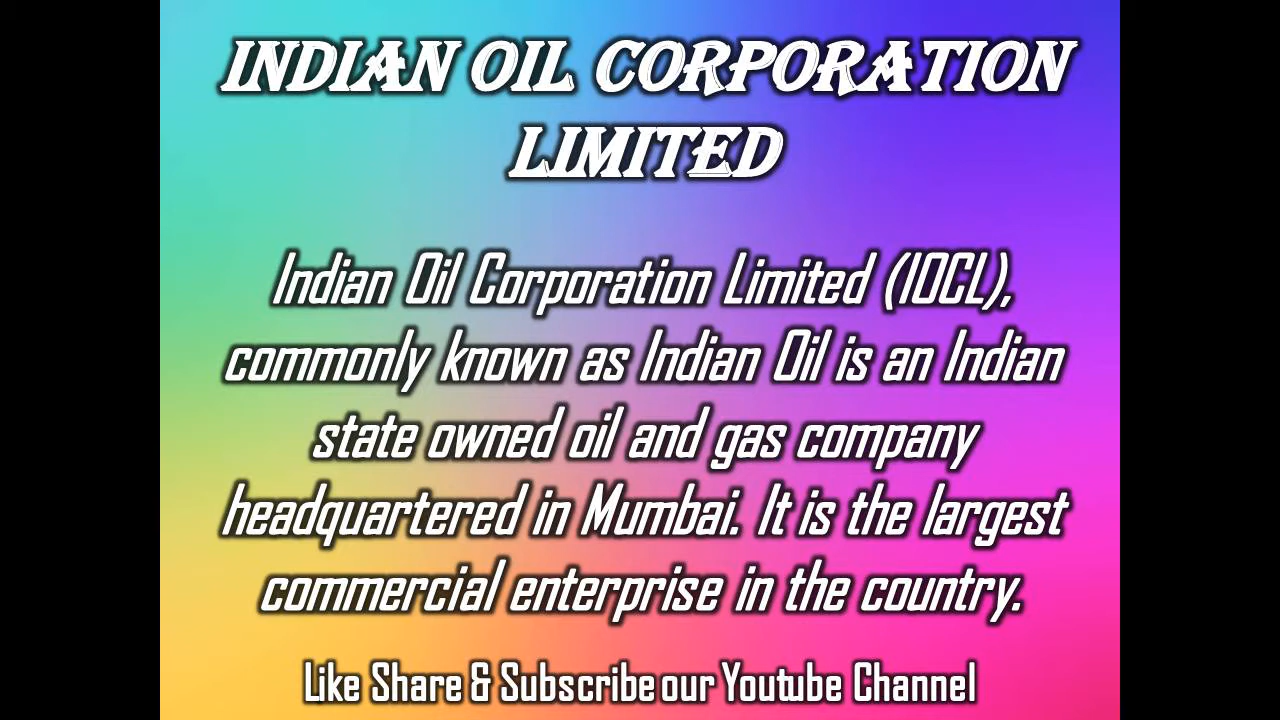 INDIAN OIL CORPORATION
LIMITED
Indian Oil Corporation Limited (IOCL),
commonly known as Indian Oil is an Indian
state owned oil and gas company
headquartered in Mumbai. It is the largest
commercial enterprise in the country.
Like Share & Subscribe our Youtube Channel